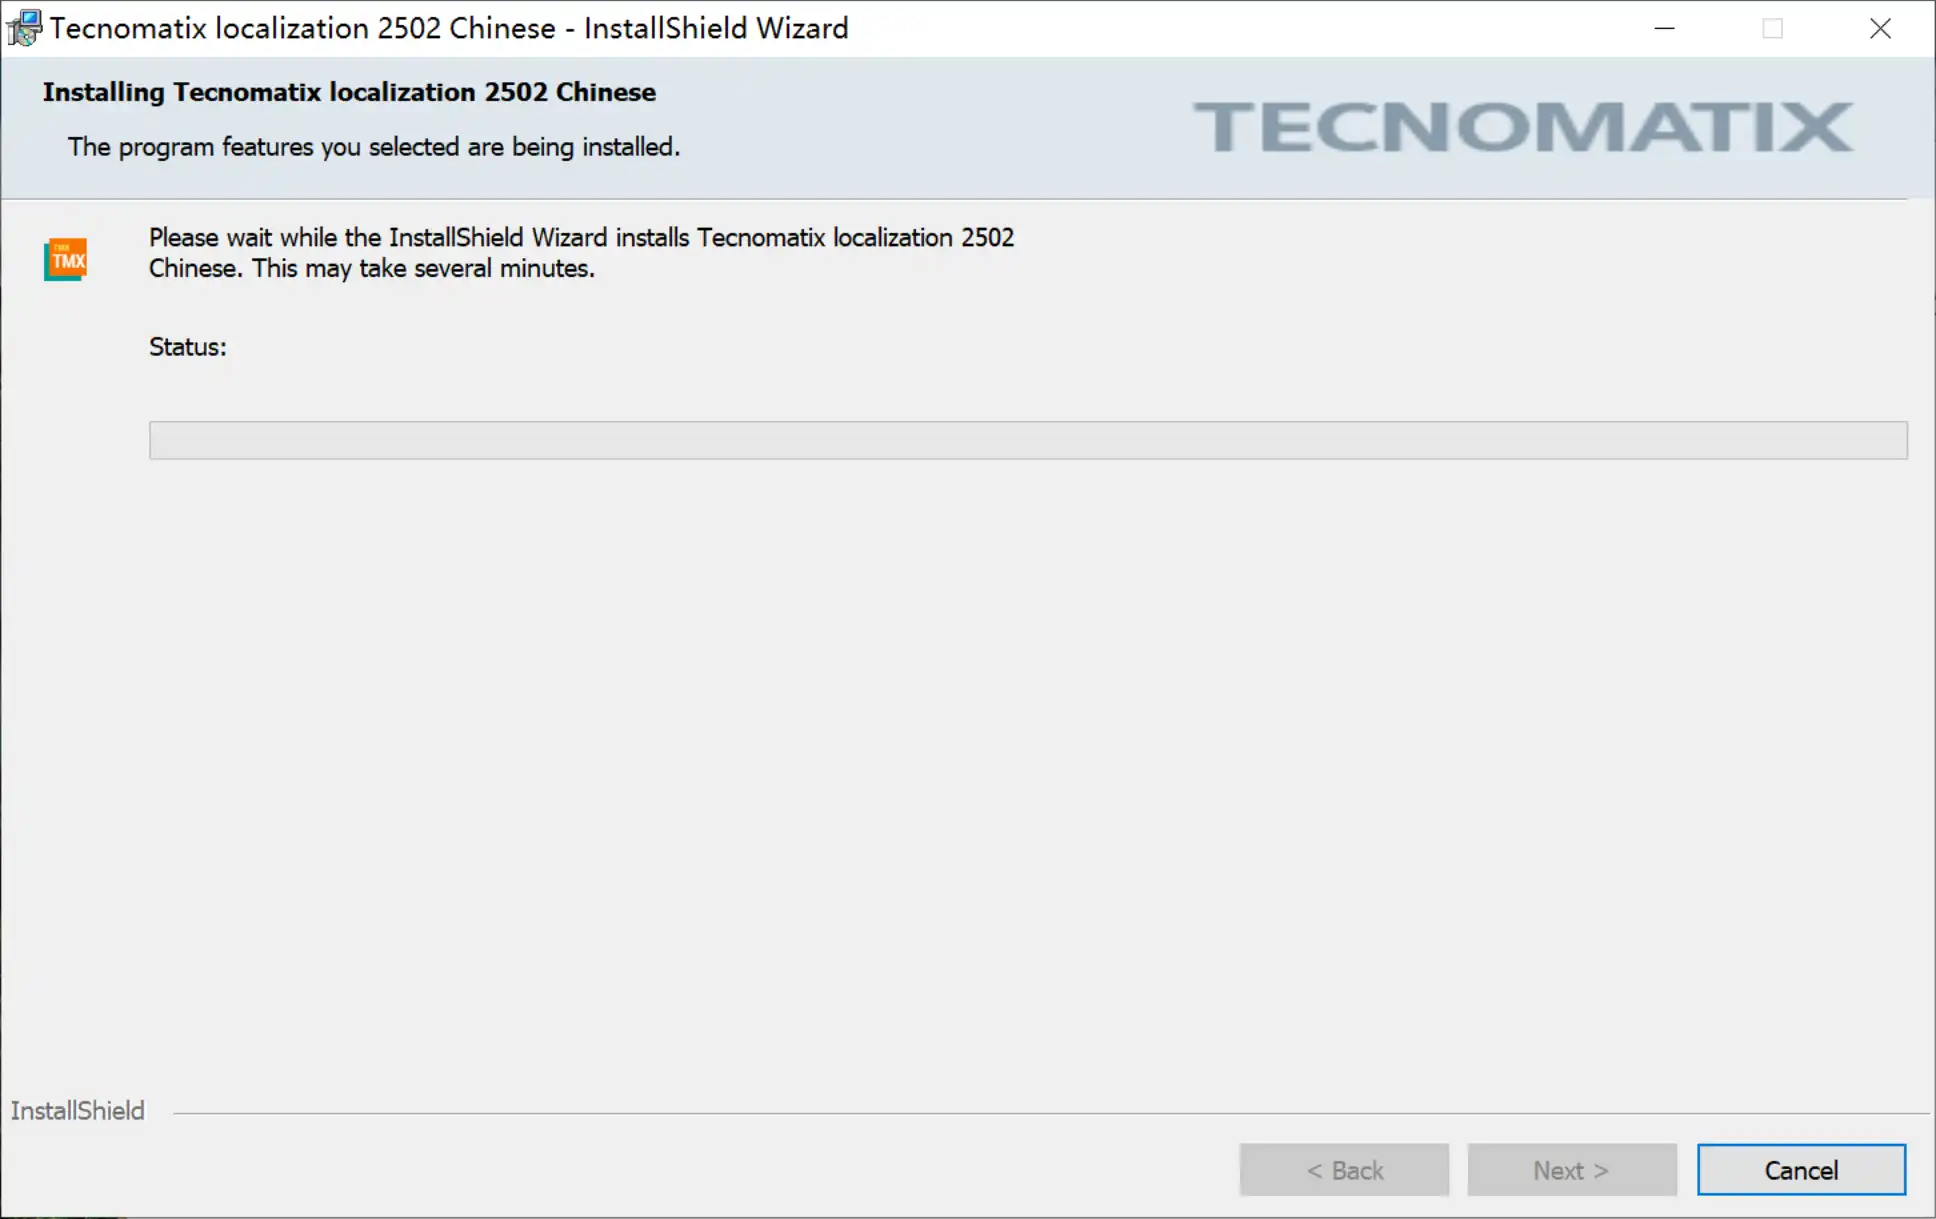 Tecnomatix localization 2502 Chinese - InstallShield Wizard
Installing Tecnomatix localization 2502 Chinese
The program features you selected are being installed.
TECNOMATIX
TMX
Please wait while the InstallShield Wizard installs Tecnomatix localization 2502
Chinese. This may take several minutes.
Status:
InstallShield
< Back
Next >
Cancel